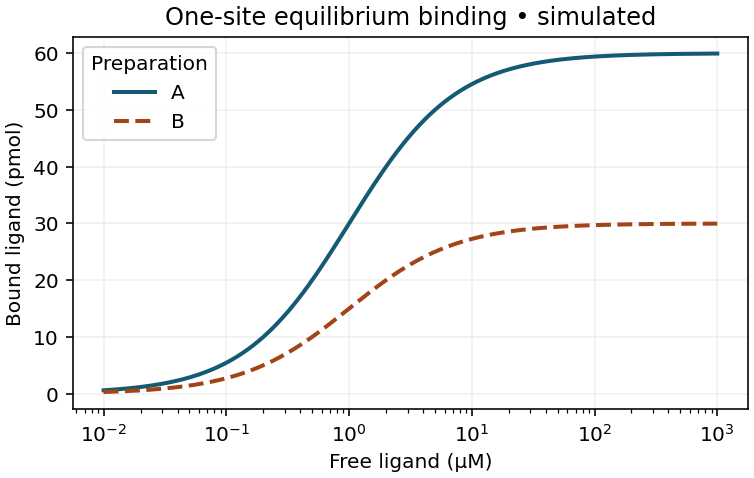 One-site equilibrium binding • simulated
Preparation
A
B
Bound ligand (pmol)
60
50
40
30
20
10
0
10⁻² 10⁻¹ 10⁰ 10¹ 10² 10³
Free ligand (µM)